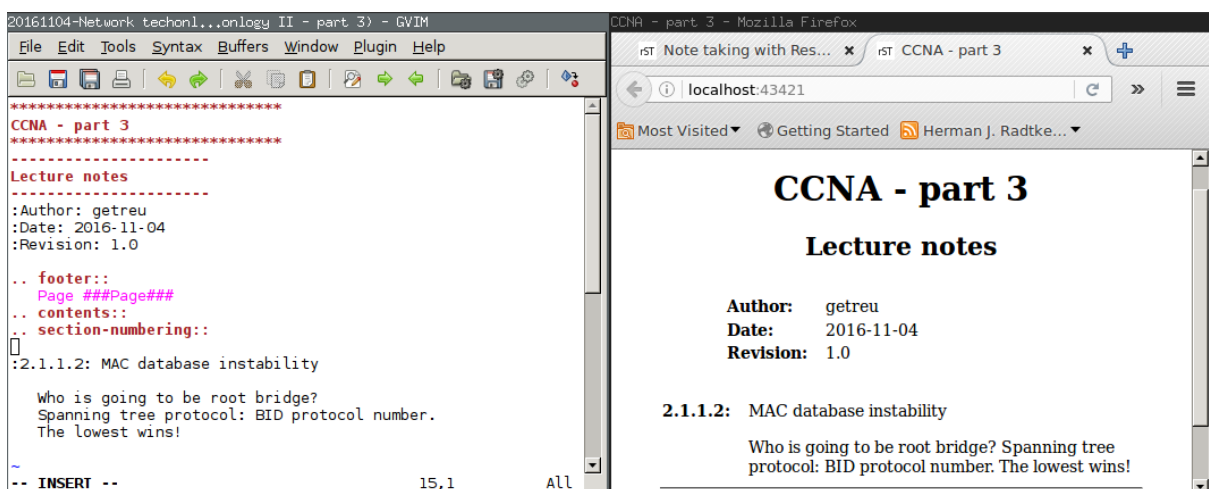 20161104-Network techonl...onlogy II - part 3) - GVIM
File Edit Tools Syntax Buffers Window Plugin Help
******************************
CCNA - part 3
******************************
----------------------
Lecture notes
----------------------
:Author: getreu
:Date: 2016-11-04
:Revision: 1.0
.. footer::
Page ###Page###
.. contents::
.. section-numbering::
:2.1.1.2: MAC database instability
Who is going to be root bridge?
Spanning tree protocol: BID protocol number.
The lowest wins!
~
-- INSERT -- 15,1 All
CCNA - part 3 - Mozilla Firefox
rST Note taking with Res... × rST CCNA - part 3 ×
localhost:43421
Most Visited Getting Started Herman J. Radtke...
CCNA - part 3
Lecture notes
Author: getreu
Date: 2016-11-04
Revision: 1.0
2.1.1.2: MAC database instability
Who is going to be root bridge? Spanning tree
protocol: BID protocol number. The lowest wins!